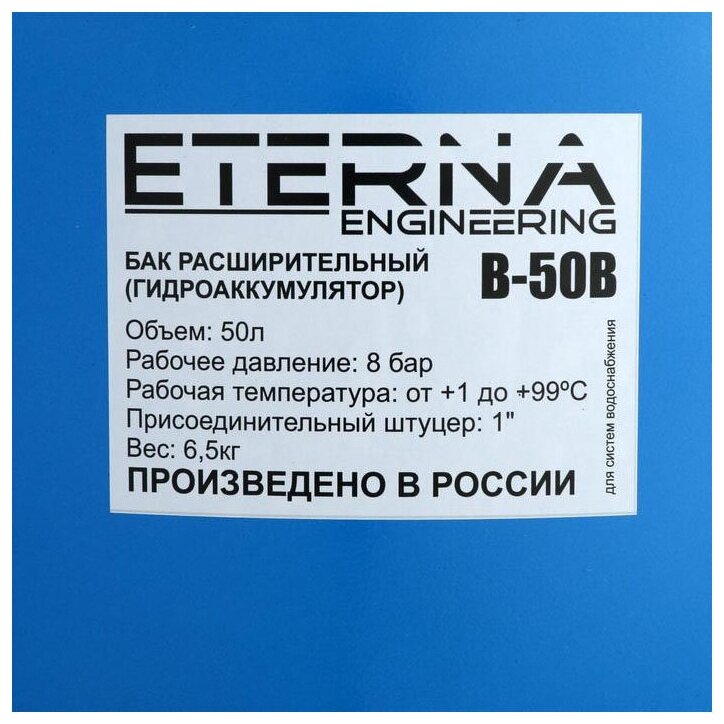 ETERNA
ENGINEERING
БАК РАСШИРИТЕЛЬНЫЙ
(ГИДРОАККУМУЛЯТОР)
В-50В
Объем: 50л
Рабочее давление: 8 бар
Рабочая температура: от +1 до +99ºС
Присоединительный штуцер: 1"
Вес: 6,5кг
ПРОИЗВЕДЕНО В РОССИИ
для систем водоснабжения